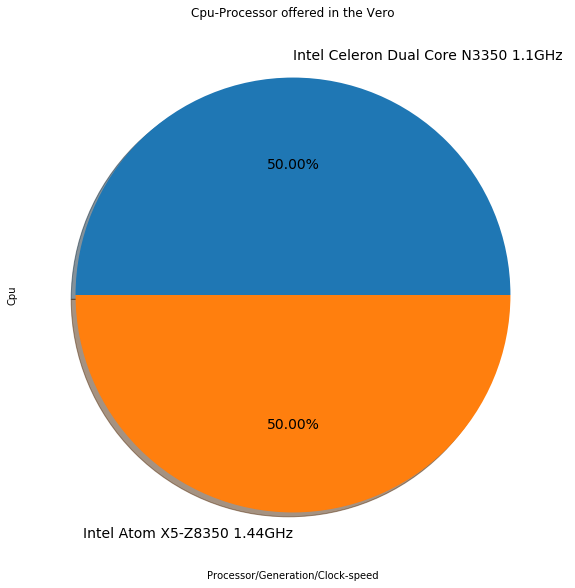 Cpu-Processor offered in the Vero
Intel Celeron Dual Core N3350 1.1GHz
50.00%
Cpu
50.00%
Intel Atom X5-Z8350 1.44GHz
Processor/Generation/Clock-speed